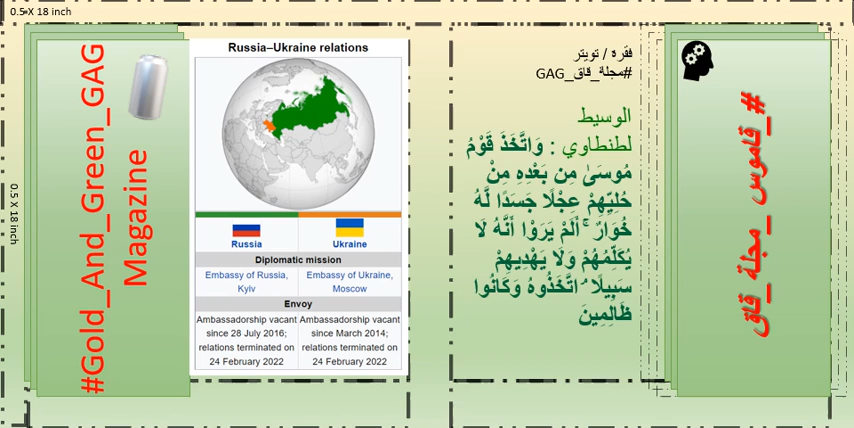 0.5 X 18 inch
0.5 X 18 inch
#Gold_And_Green_GAG
Magazine
Russia–Ukraine relations
Russia
Ukraine
Diplomatic mission
Embassy of Russia,
Kyiv
Embassy of Ukraine,
Moscow
Envoy
Ambassadorship vacant
since 28 July 2016;
relations terminated on
24 February 2022
Ambassadorship vacant
since March 2014;
relations terminated on
24 February 2022
فقرة / تويتر
#مجلة_قاق_GAG
الوسيط
لطنطاوي : وَاتَّخَذَ قَوْمُ
مُوسَىٰ مِن بَعْدِهِ مِنْ
حُلِيِّهِمْ عِجْلًا جَسَدًا لَّهُ
خُوَارٌ ۚ أَلَمْ يَرَوْا أَنَّهُ لَا
يُكَلِّمُهُمْ وَلَا يَهْدِيهِمْ
سَبِيلًا ۘ اتَّخَذُوهُ وَكَانُوا
ظَالِمِينَ
#_قاموس _مجلة_قاق